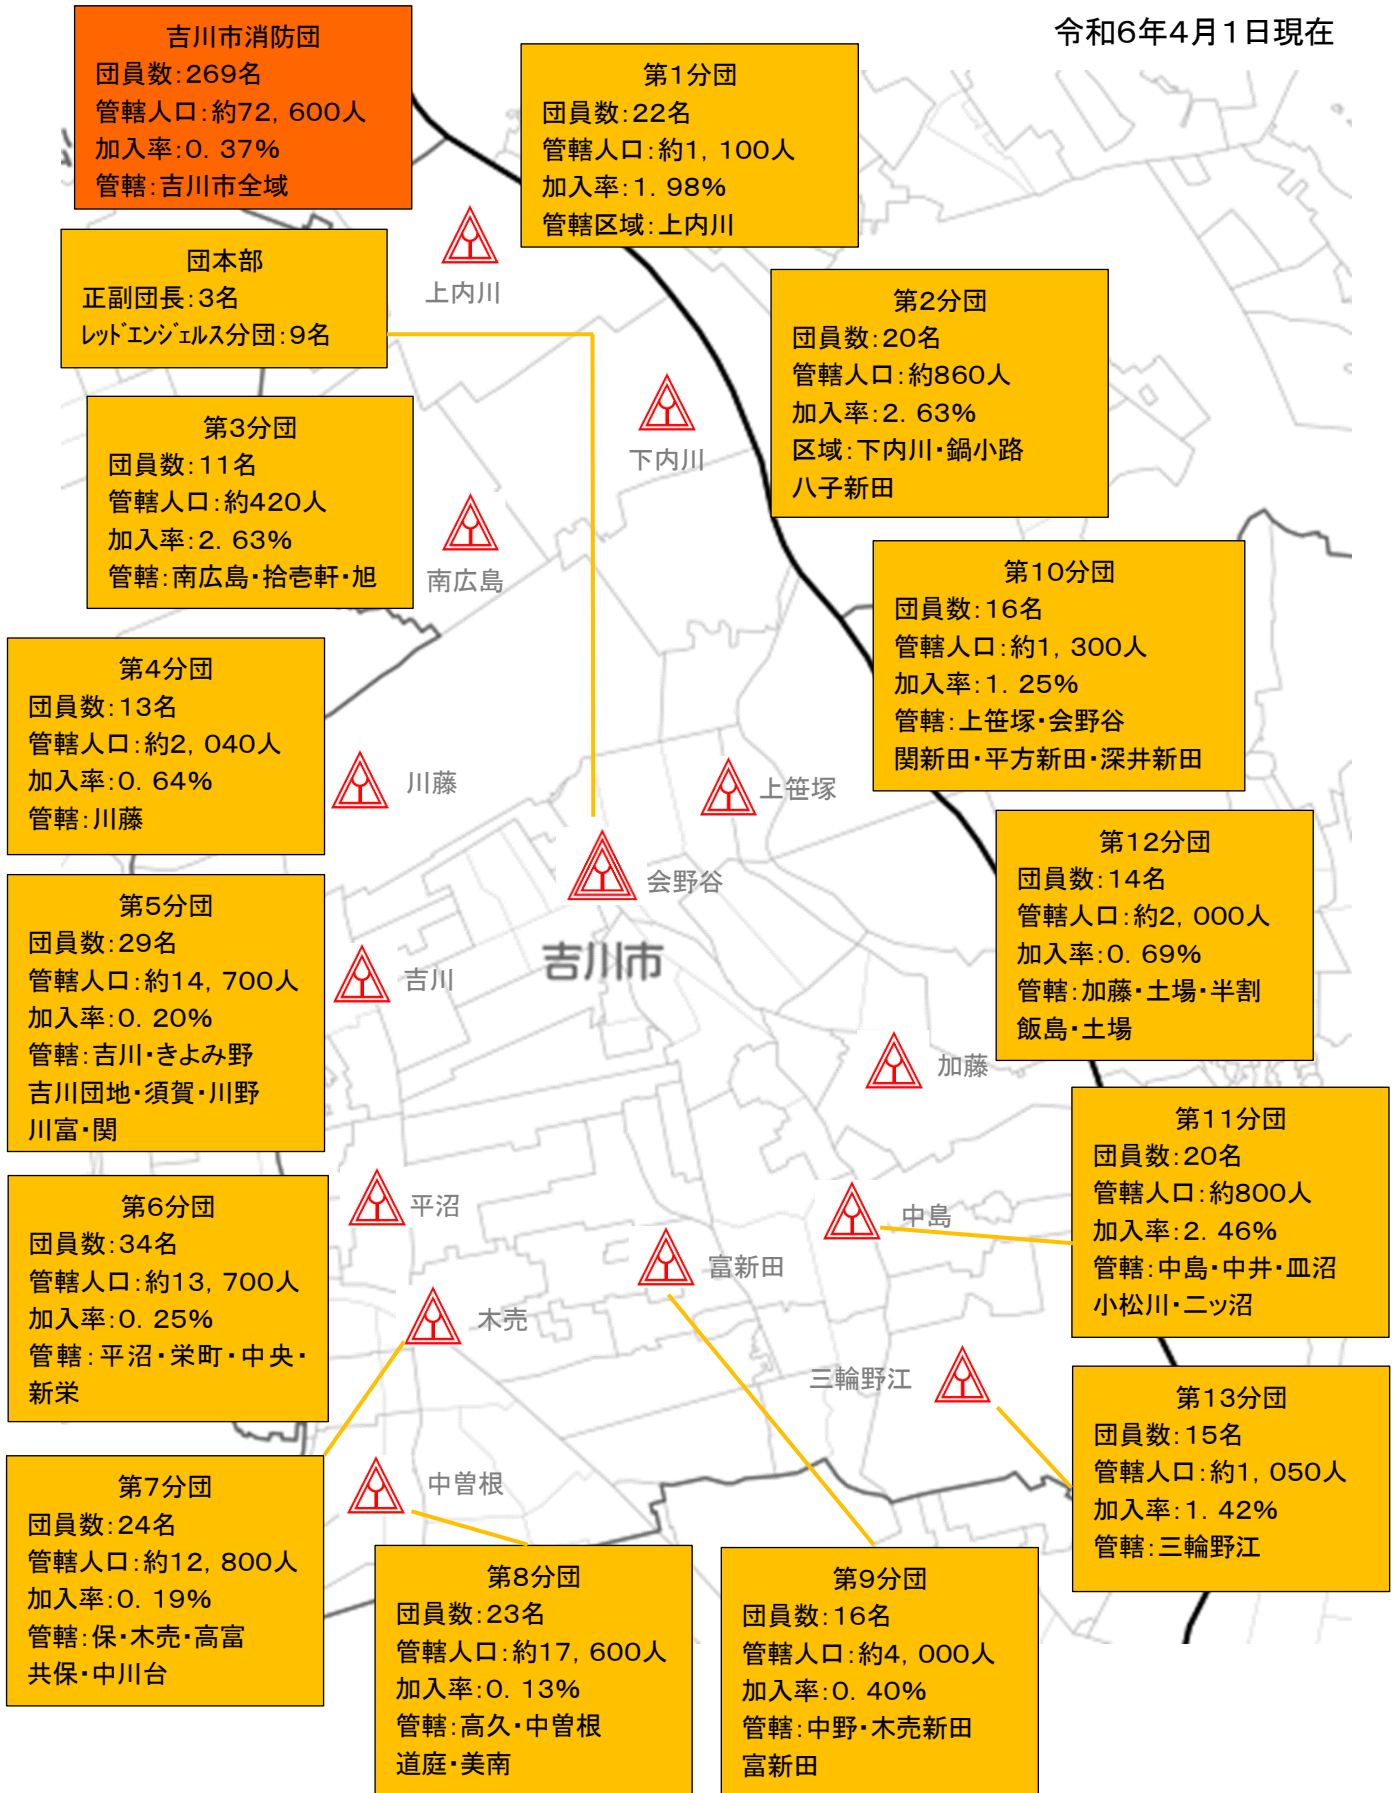 令和6年4月1日現在
吉川市消防団
団員数:269名
管轄人口:約72,600人
加入率:0.37%
管轄:吉川市全域
第1分団
団員数:22名
管轄人口:約1,100人
加入率:1.98%
管轄区域:上内川
上内川
団本部
正副団長:3名
ﾚｯﾄﾞｴﾝｼﾞｪﾙｽ分団:9名
第2分団
団員数:20名
管轄人口:約860人
加入率:2.63%
区域:下内川・鍋小路
八子新田
下内川
第3分団
団員数:11名
管轄人口:約420人
加入率:2.63%
管轄:南広島・拾壱軒・旭
南広島
第10分団
団員数:16名
管轄人口:約1,300人
加入率:1.25%
管轄:上笹塚・会野谷
関新田・平方新田・深井新田
第4分団
団員数:13名
管轄人口:約2,040人
加入率:0.64%
管轄:川藤
川藤
上笹塚
第12分団
団員数:14名
管轄人口:約2,000人
加入率:0.69%
管轄:加藤・土場・半割
飯島・土場
会野谷
吉川市
第5分団
団員数:29名
管轄人口:約14,700人
加入率:0.20%
管轄:吉川・きよみ野
吉川団地・須賀・川野
川富・関
吉川
加藤
第11分団
団員数:20名
管轄人口:約800人
加入率:2.46%
管轄:中島・中井・皿沼
小松川・二ッ沼
第6分団
団員数:34名
管轄人口:約13,700人
加入率:0.25%
管轄:平沼・栄町・中央・
新栄
平沼
中島
富新田
木売
三輪野江
第13分団
団員数:15名
管轄人口:約1,050人
加入率:1.42%
管轄:三輪野江
第7分団
団員数:24名
管轄人口:約12,800人
加入率:0.19%
管轄:保・木売・高富
共保・中川台
中曽根
第8分団
団員数:23名
管轄人口:約17,600人
加入率:0.13%
管轄:高久・中曽根
道庭・美南
第9分団
団員数:16名
管轄人口:約4,000人
加入率:0.40%
管轄:中野・木売新田
富新田